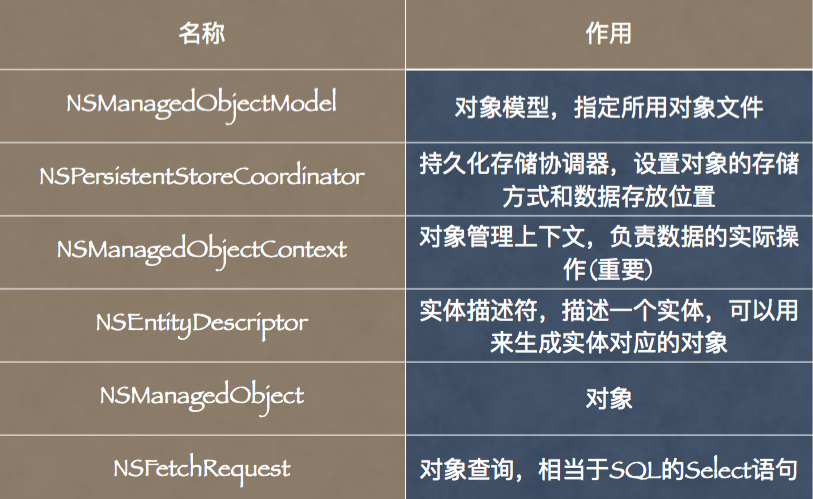 名称
作用
NSManagedObjectModel
对象模型，指定所用对象文件
NSPersistentStoreCoordinator
持久化存储协调器，设置对象的存储
方式和数据存放位置
NSManagedObjectContext
对象管理上下文，负责数据的实际操
作(重要)
NSEntityDescriptor
实体描述符，描述一个实体，可以用
来生成实体对应的对象
NSManagedObject
对象
NSFetchRequest
对象查询，相当于SQL的Select语句